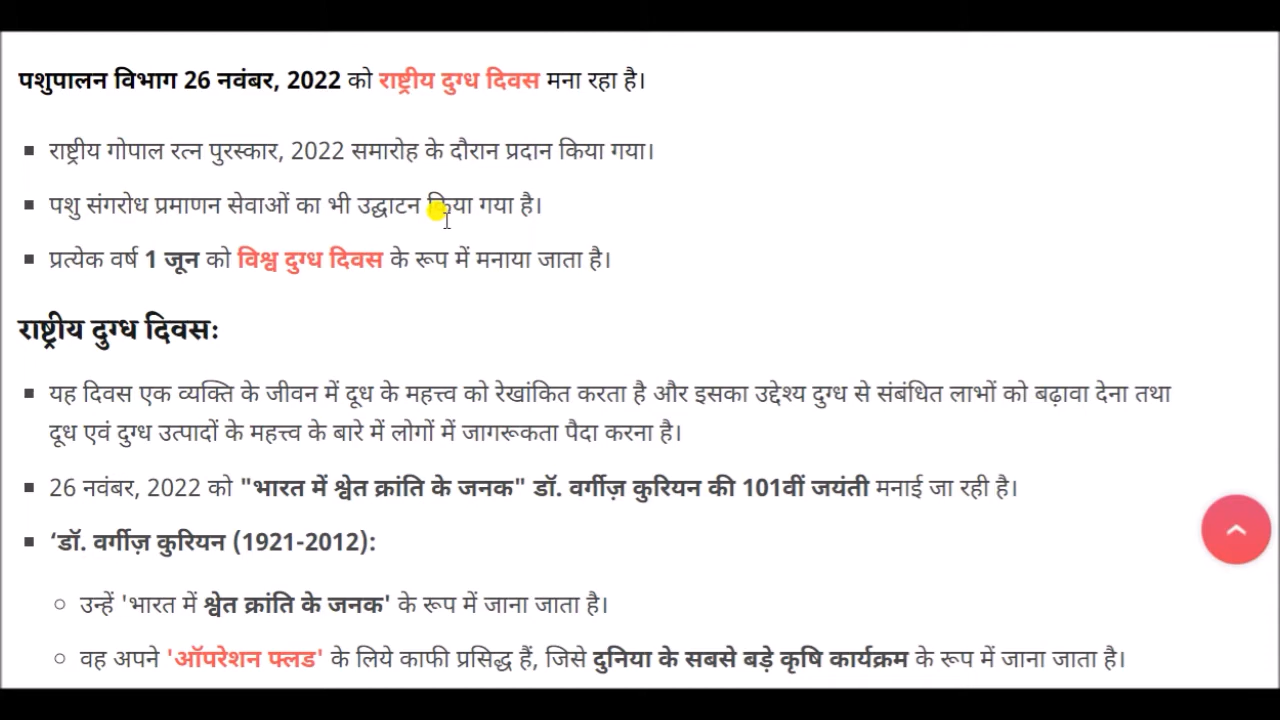 पशुपालन विभाग 26 नवंबर, 2022 को राष्ट्रीय दुग्ध दिवस मना रहा है।
राष्ट्रीय गोपाल रत्न पुरस्कार, 2022 समारोह के दौरान प्रदान किया गया।
पशु संगरोध प्रमाणन सेवाओं का भी उद्घाटन किया गया है।
प्रत्येक वर्ष 1 जून को विश्व दुग्ध दिवस के रूप में मनाया जाता है।
राष्ट्रीय दुग्ध दिवसः
यह दिवस एक व्यक्ति के जीवन में दूध के महत्त्व को रेखांकित करता है और इसका उद्देश्य दुग्ध से संबंधित लाभों को बढ़ावा देना तथा
दूध एवं दुग्ध उत्पादों के महत्त्व के बारे में लोगों में जागरूकता पैदा करना है।
26 नवंबर, 2022 को "भारत में श्वेत क्रांति के जनक" डॉ. वर्गीज़ कुरियन की 101वीं जयंती मनाई जा रही है।
‘डॉ. वर्गीज़ कुरियन (1921-2012):
उन्हें 'भारत में श्वेत क्रांति के जनक' के रूप में जाना जाता है।
वह अपने 'ऑपरेशन फ्लड' के लिये काफी प्रसिद्ध हैं, जिसे दुनिया के सबसे बड़े कृषि कार्यक्रम के रूप में जाना जाता है।